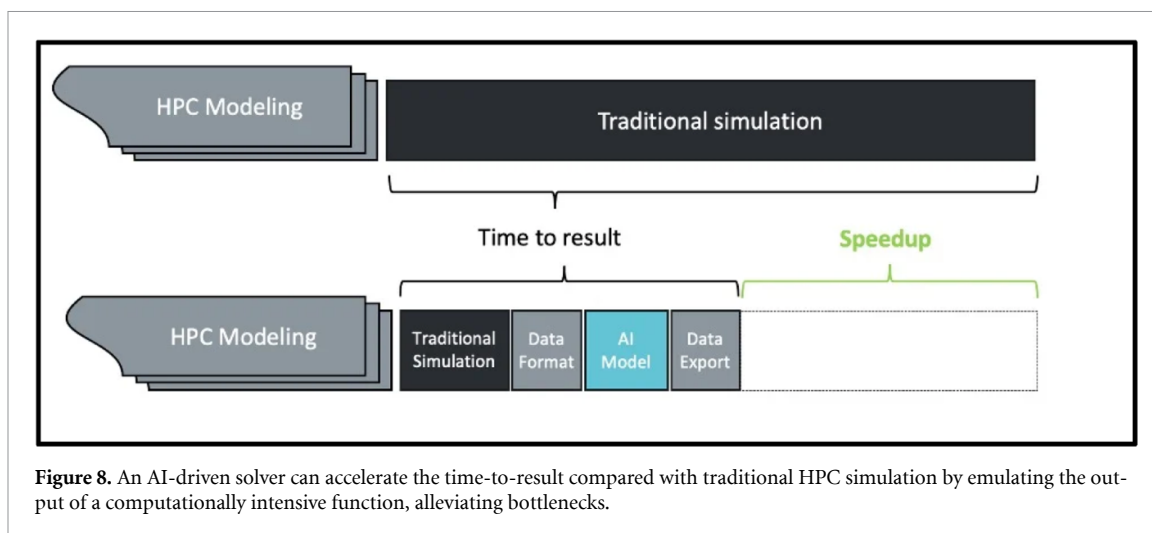 HPC Modeling
Traditional simulation
Time to result
Speedup
HPC Modeling
Traditional
Simulation
Data
Format
AI
Model
Data
Export
Figure 8. An AI-driven solver can accelerate the time-to-result compared with traditional HPC simulation by emulating the out-
put of a computationally intensive function, alleviating bottlenecks.